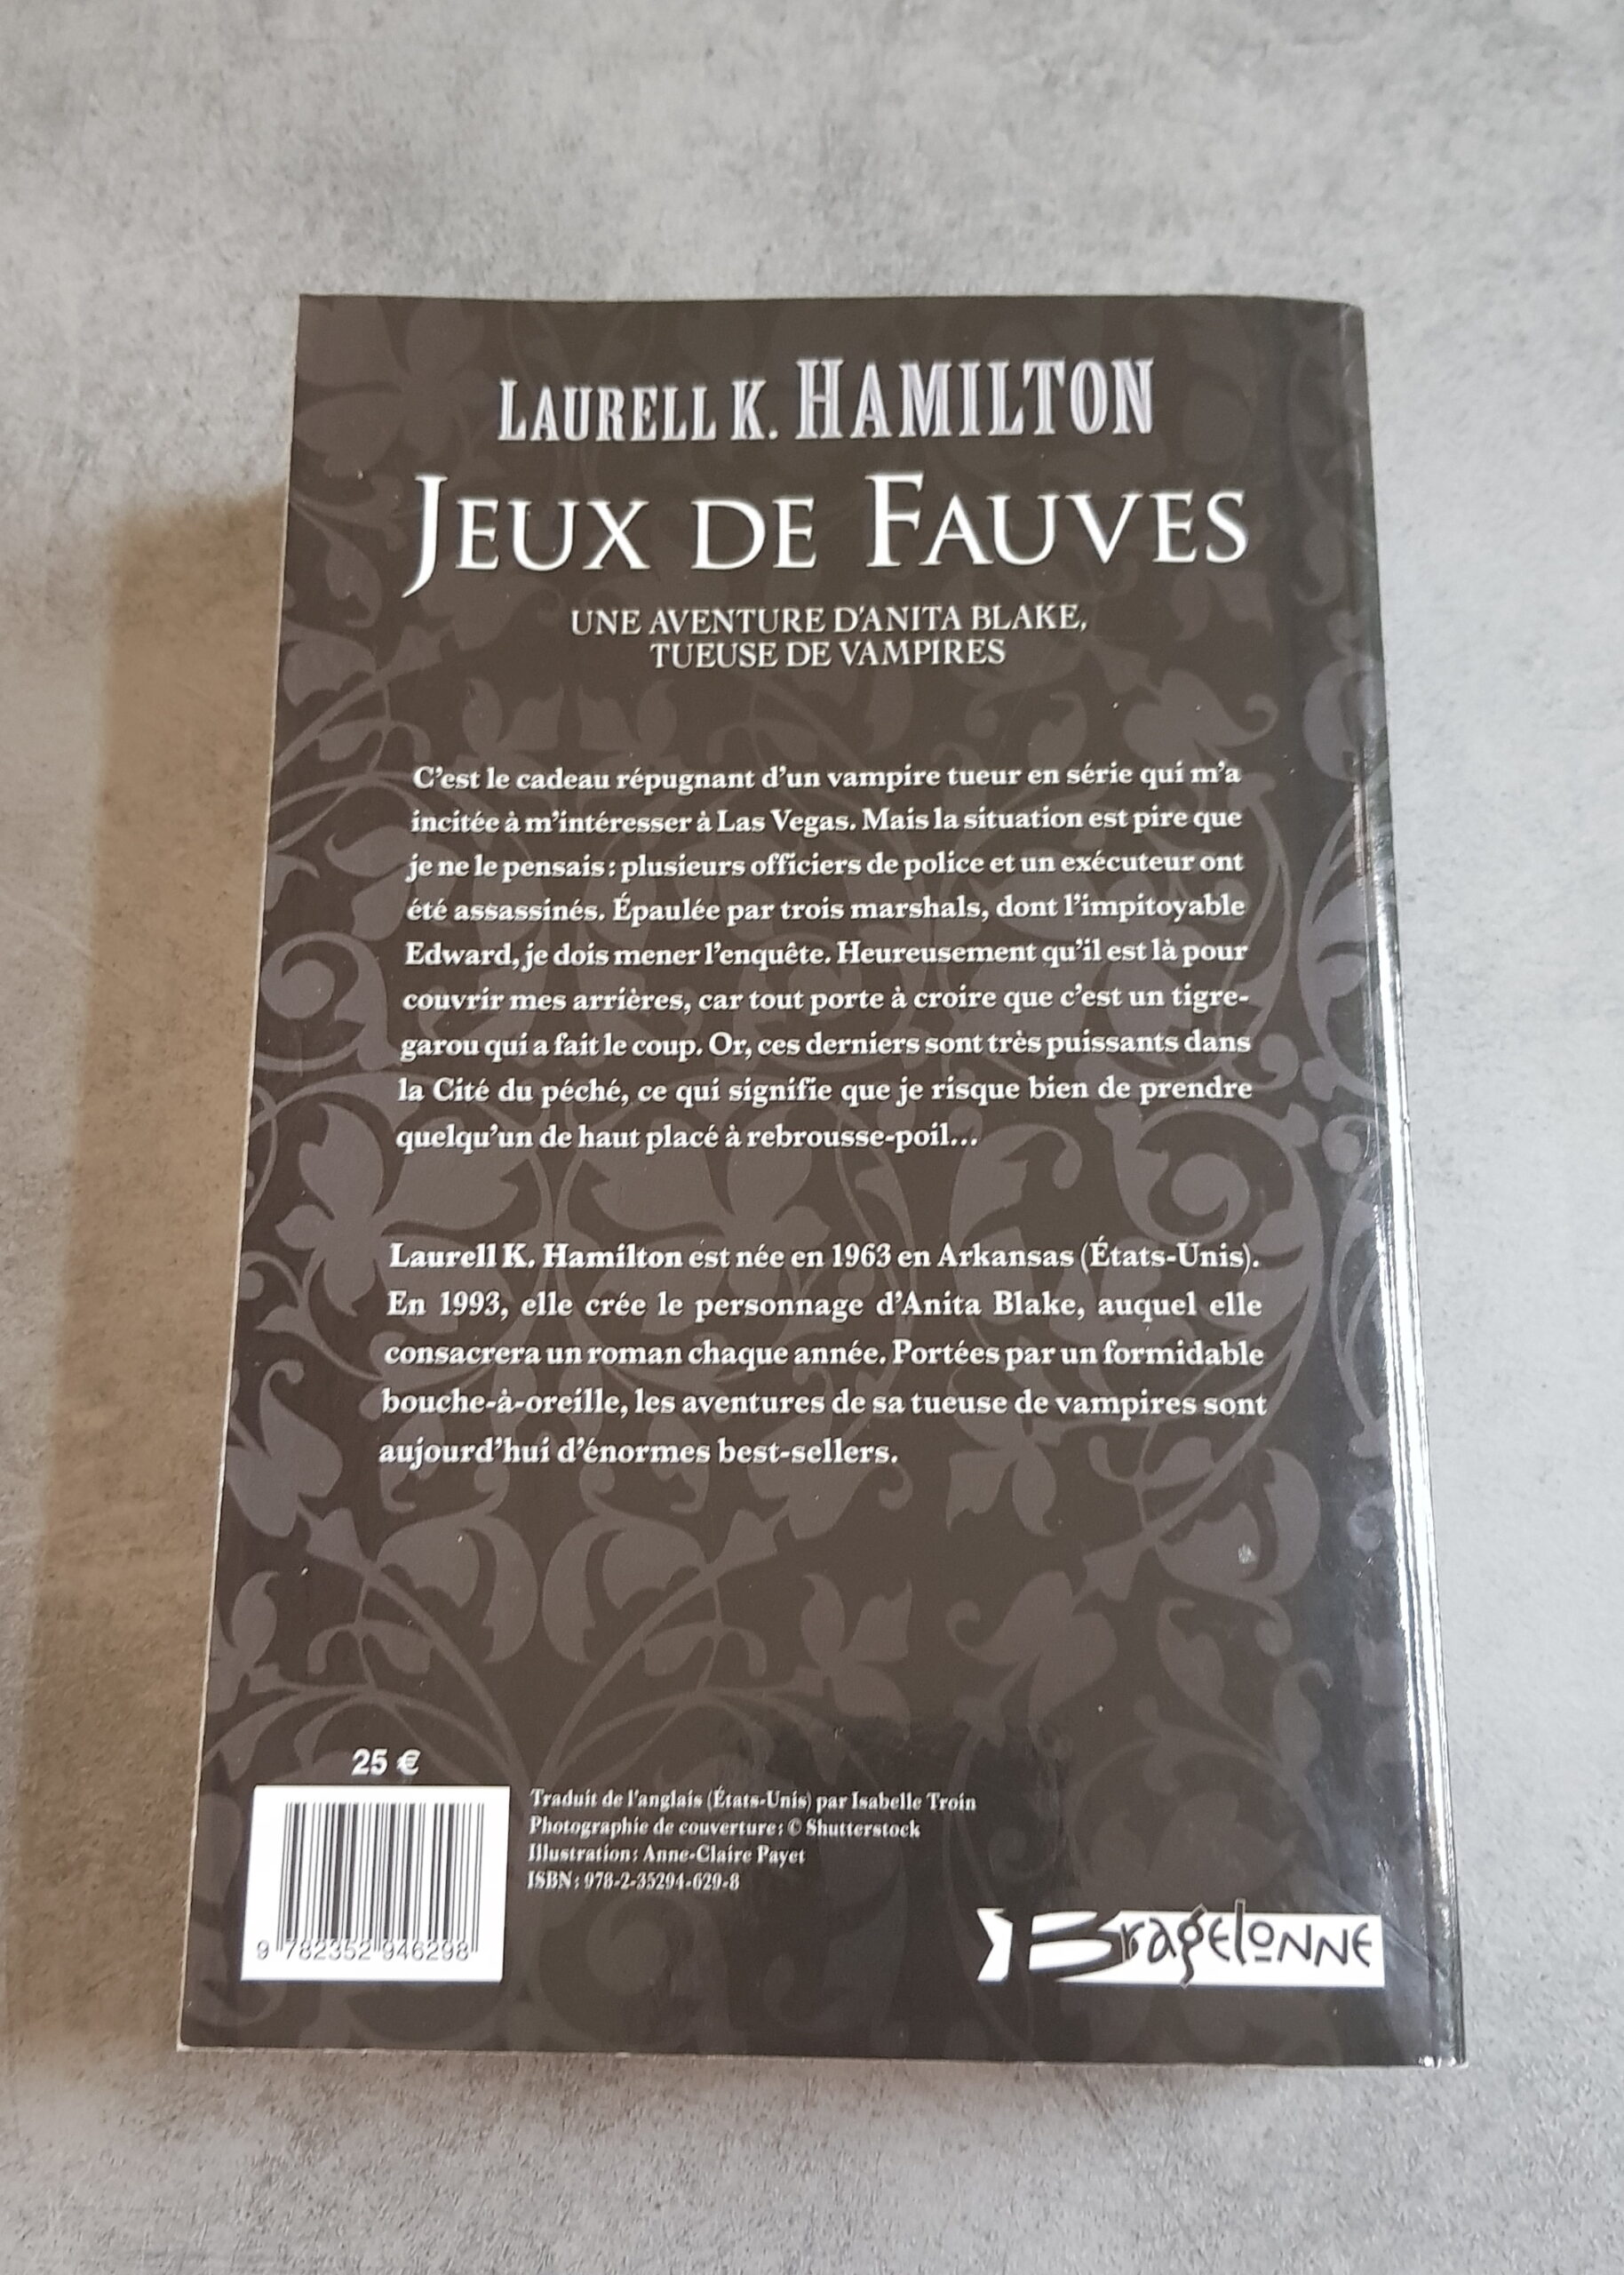 LAURELL K. HAMILTON
JEUX DE FAUVES
UNE AVENTURE D'ANITA BLAKE,
TUEUSE DE VAMPIRES
C'est le cadeau répugnant d'un vampire tueur en série qui m'a
incitée à m'intéresser à Las Vegas. Mais la situation est pire que
je ne le pensais : plusieurs officiers de police et un exécuteur ont
été assassinés. Épaulée par trois marshals, dont l'impitoyable
Edward, je dois mener l'enquête. Heureusement qu'il est là pour
couvrir mes arrières, car tout porte à croire que c'est un tigre-
garou qui a fait le coup. Or, ces derniers sont très puissants dans
la Cité du péché, ce qui signifie que je risque bien de prendre
quelqu'un de haut placé à rebrousse-poil...
Laurell K. Hamilton est née en 1963 en Arkansas (États-Unis).
En 1993, elle crée le personnage d'Anita Blake, auquel elle
consacrera un roman chaque année. Portées par un formidable
bouche-à-oreille, les aventures de sa tueuse de vampires sont
aujourd'hui d'énormes best-sellers.
25 €
Traduit de l'anglais (États-Unis) par Isabelle Troin
Photographie de couverture : © Shutterstock
Illustration : Anne-Claire Payet
ISBN : 978-2-35294-629-8
9 782352 946298
BRAGELONNE